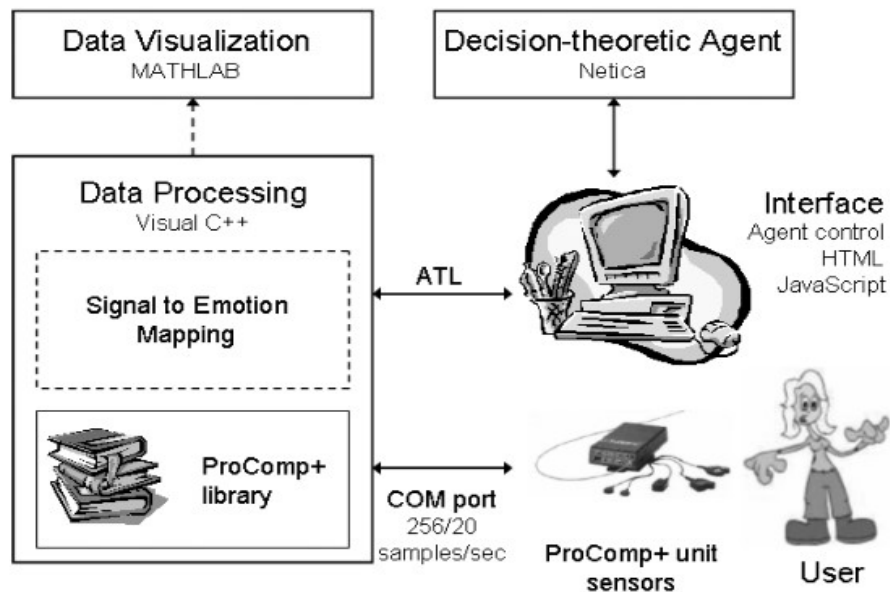 Data Visualization
MATHLAB
Decision-theoretic Agent
Netica
Data Processing
Visual C++
Signal to Emotion
Mapping
ProComp+
library
ATL
COM port
256/20
samples/sec
Interface
Agent control
HTML
JavaScript
ProComp+ unit
sensors
User